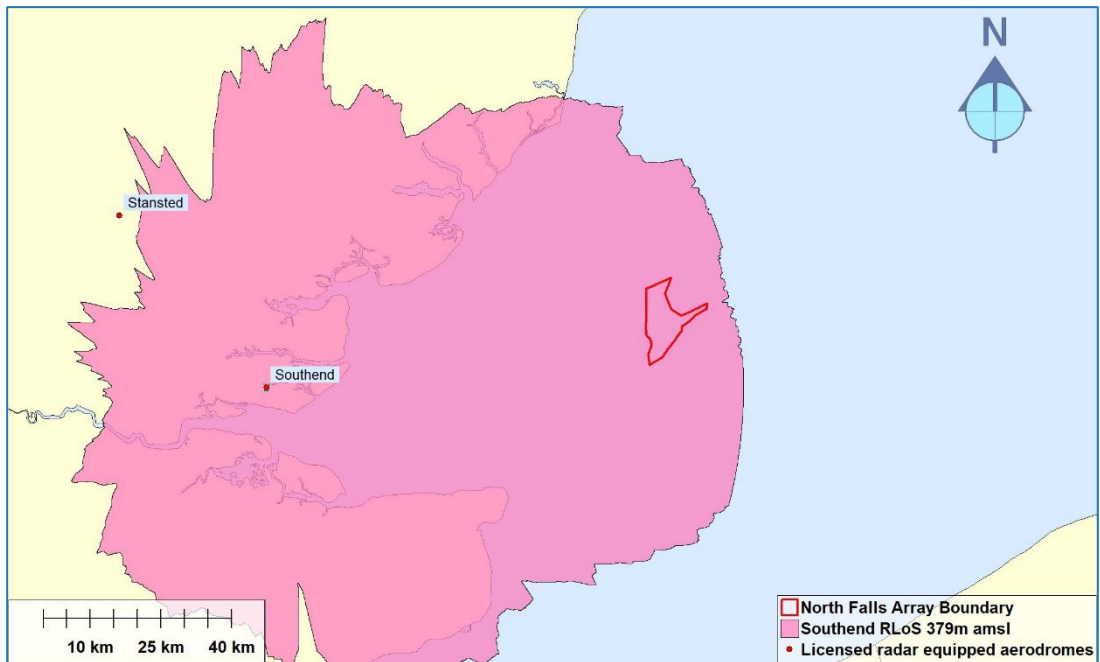 N
Stansted
Southend
10 km 25 km 40 km
North Falls Array Boundary
Southend RLoS 379m amsl
Licensed radar equipped aerodromes